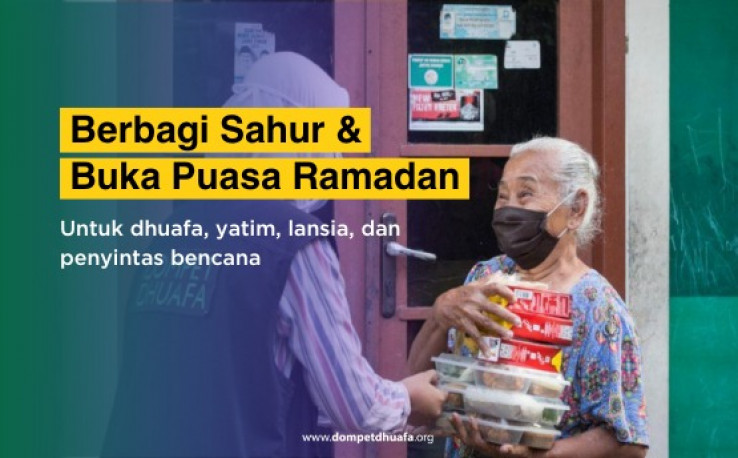 Berbagi Sahur &
Buka Puasa Ramadan
Untuk dhuafa, yatim, lansia, dan
penyintas bencana
DOMPET
DHUAFA
www.dompetdhuafa.org